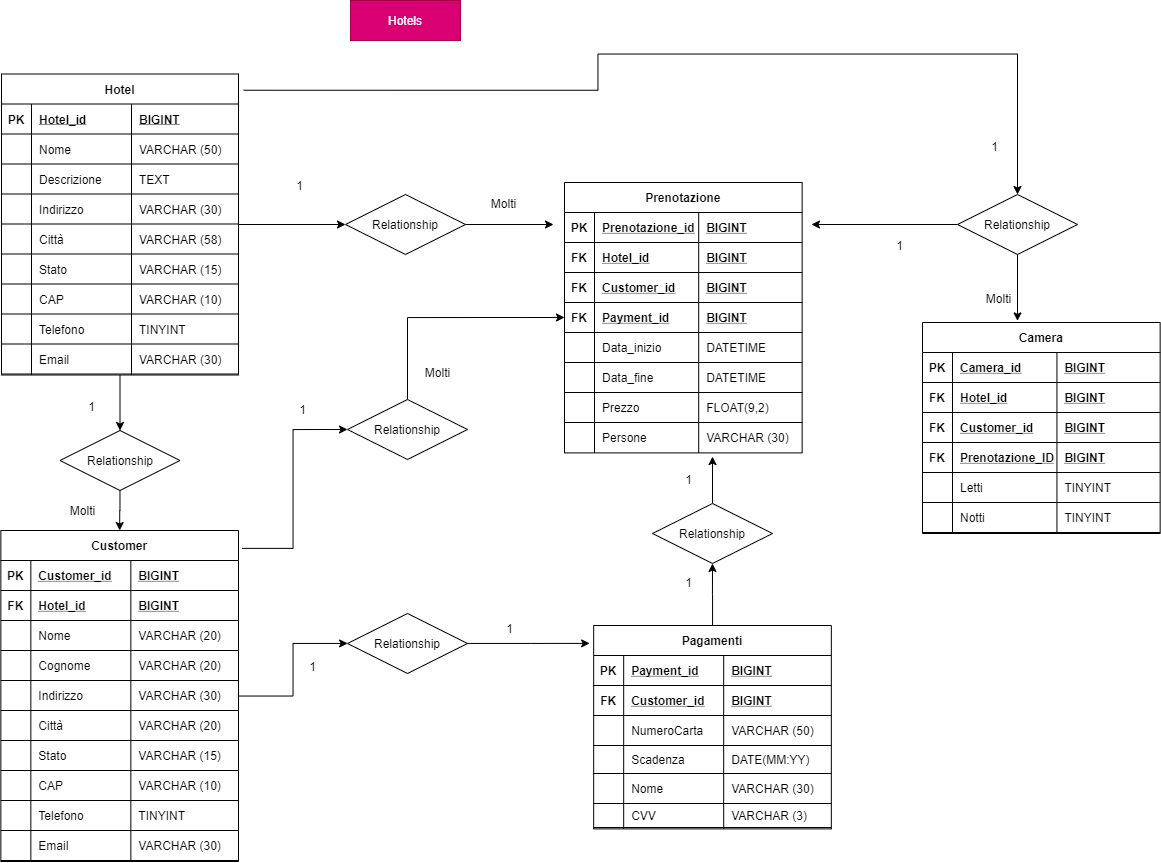 Hotels
Hotel
PK Hotel_id BIGINT
Nome VARCHAR (50)
Descrizione TEXT
Indirizzo VARCHAR (30)
Città VARCHAR (58)
Stato VARCHAR (15)
CAP VARCHAR (10)
Telefono TINYINT
Email VARCHAR (30)
1
Relationship
Molti
Prenotazione
PK Prenotazione_id BIGINT
FK Hotel_id BIGINT
FK Customer_id BIGINT
FK Payment_id BIGINT
Data_inizio DATETIME
Data_fine DATETIME
Prezzo FLOAT(9,2)
Persone VARCHAR (30)
1
Relationship
1
Molti
Camera
PK Camera_id BIGINT
FK Hotel_id BIGINT
FK Customer_id BIGINT
FK Prenotazione_ID BIGINT
Letti TINYINT
Notti TINYINT
1
Relationship
Molti
1
Relationship
Molti
Customer
PK Customer_id BIGINT
FK Hotel_id BIGINT
Nome VARCHAR (20)
Cognome VARCHAR (20)
Indirizzo VARCHAR (30)
Città VARCHAR (20)
Stato VARCHAR (15)
CAP VARCHAR (10)
Telefono TINYINT
Email VARCHAR (30)
1
Relationship
1
1
Relationship
1
Pagamenti
PK Payment_id BIGINT
FK Customer_id BIGINT
NumeroCarta VARCHAR (50)
Scadenza DATE(MM:YY)
Nome VARCHAR (30)
CVV VARCHAR (3)